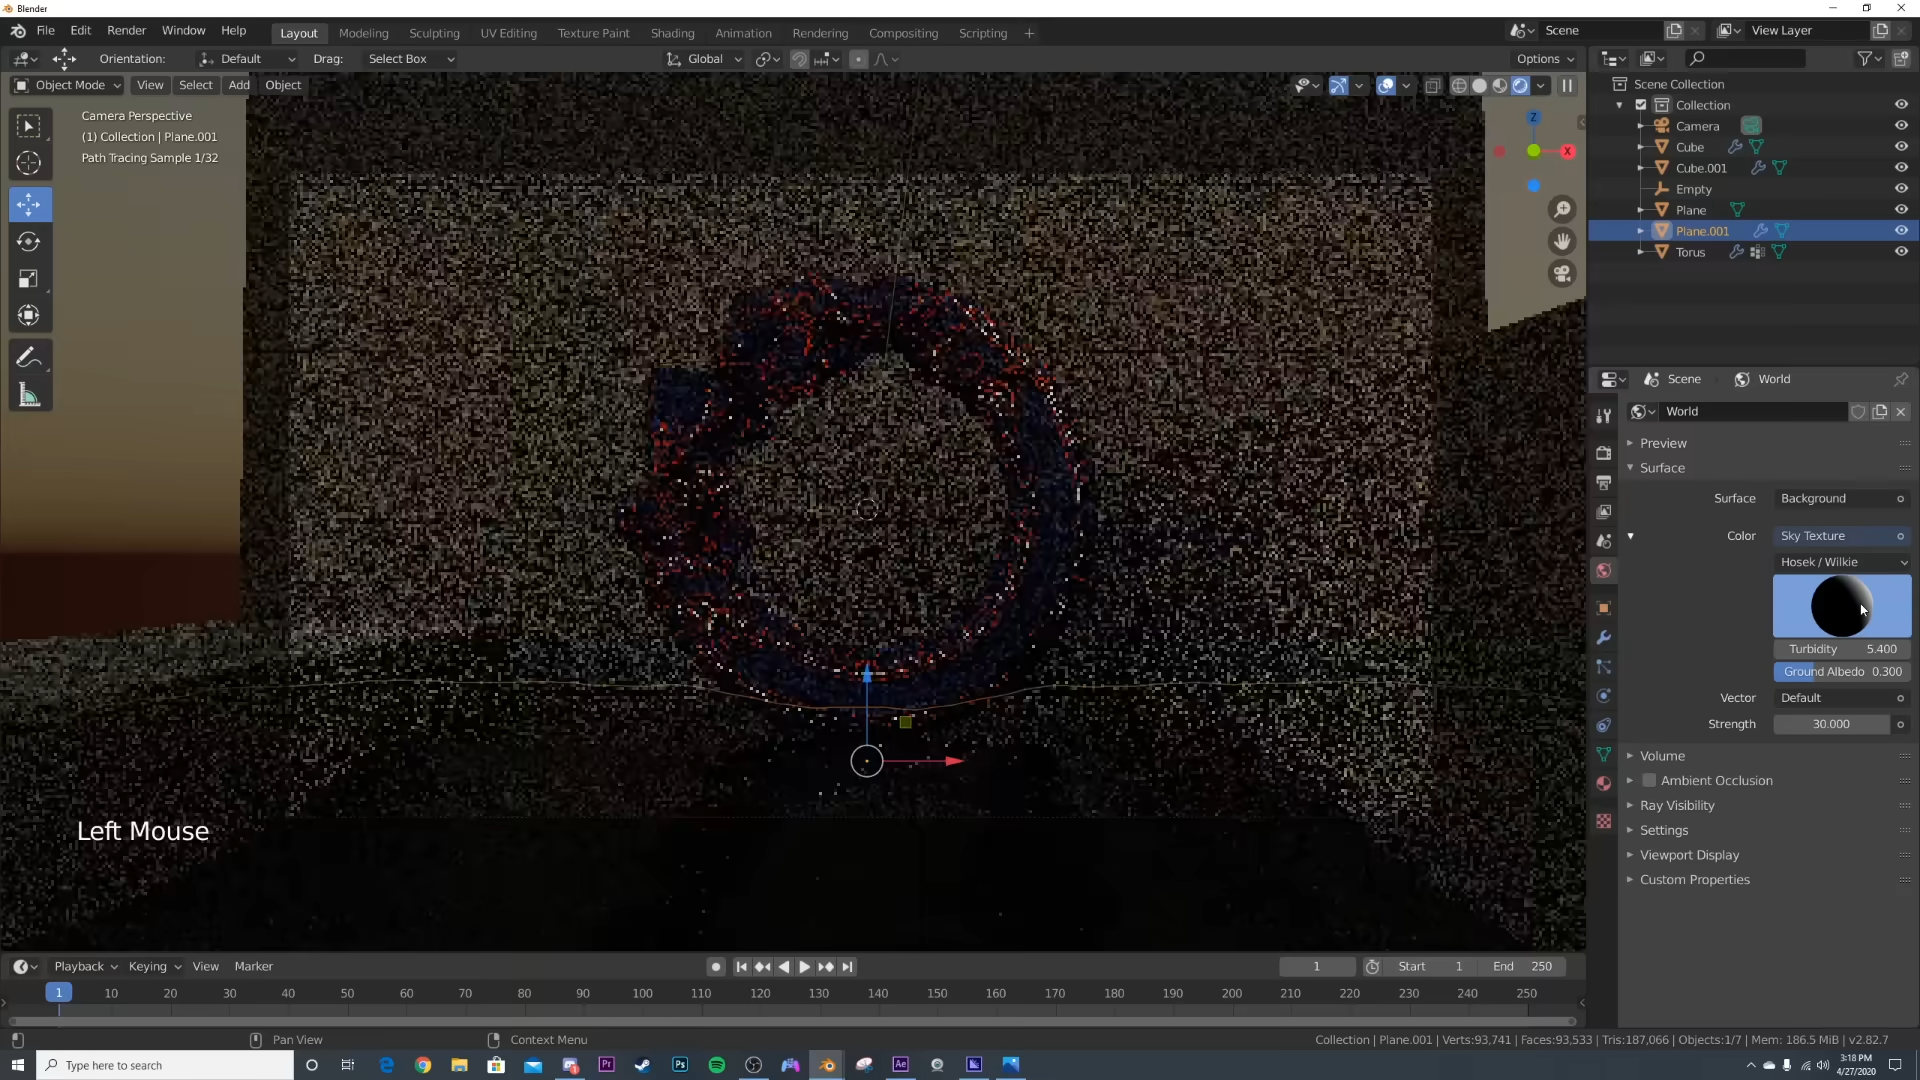 Blender
File Edit Render Window Help Layout Modeling Sculpting UV Editing Texture Paint Shading Animation Rendering Compositing Scripting + Scene View Layer
Orientation: Default Drag: Select Box Global Options
Object Mode View Select Add Object
Camera Perspective
(1) Collection | Plane.001
Path Tracing Sample 1/32
Z
X
Scene Collection
Collection
Camera
Cube
Cube.001
Empty
Plane
Plane.001
Torus
Scene World
World
Preview
Surface
Surface Background
Color Sky Texture
Hosek / Wilkie
Turbidity 5.400
Ground Albedo 0.300
Vector Default
Strength 30.000
Volume
Ambient Occlusion
Ray Visibility
Settings
Viewport Display
Custom Properties
Left Mouse
Playback Keying View Marker 1 Start 1 End 250
1 10 20 30 40 50 60 70 80 90 100 110 120 130 140 150 160 170 180 190 200 210 220 230 240 250
Pan View Context Menu Collection | Plane.001 | Verts:93,741 | Faces:93,533 | Tris:187,066 | Objects:1/7 | Mem: 186.5 MiB | v2.82.7
Type here to search
Pr
Ps
Ae
3:18 PM
4/27/2020